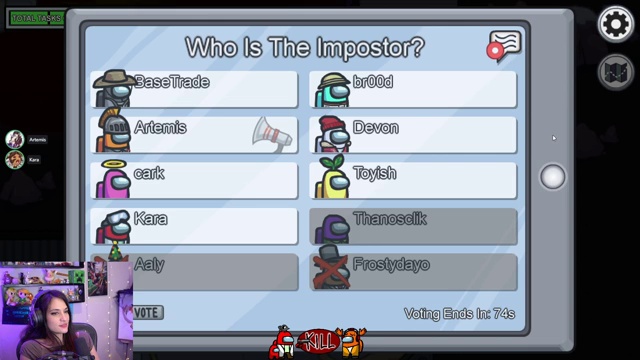 TOTAL TASKS
Who Is The Impostor?
BaseTrade
br00d
Artemis
Devon
cark
Toyish
Kara
Thanosclik
Aaly
Frostydayo
VOTE
Voting Ends In: 74s
Artemis
Kara
KILL